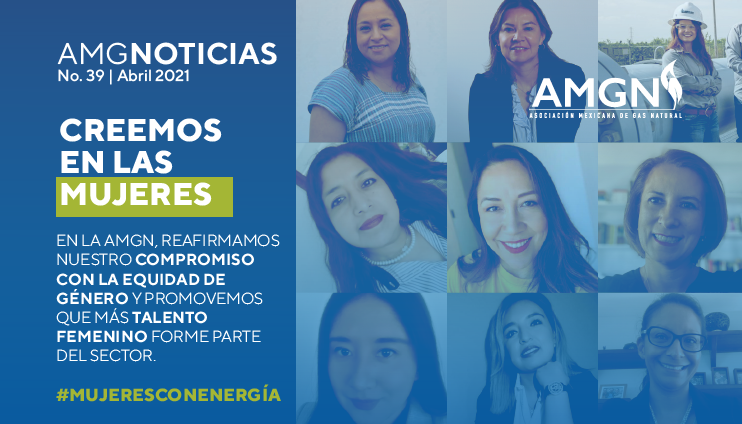 AMGNOTICIAS
No. 39 | Abril 2021
CREEMOS
EN LAS
MUJERES
EN LA AMGN, REAFIRMAMOS
NUESTRO COMPROMISO
CON LA EQUIDAD DE
GÉNERO Y PROMOVEMOS
QUE MÁS TALENTO
FEMENINO FORME PARTE
DEL SECTOR.
#MUJERESCONENERGÍA
AMGN
ASOCIACIÓN MEXICANA DE GAS NATURAL